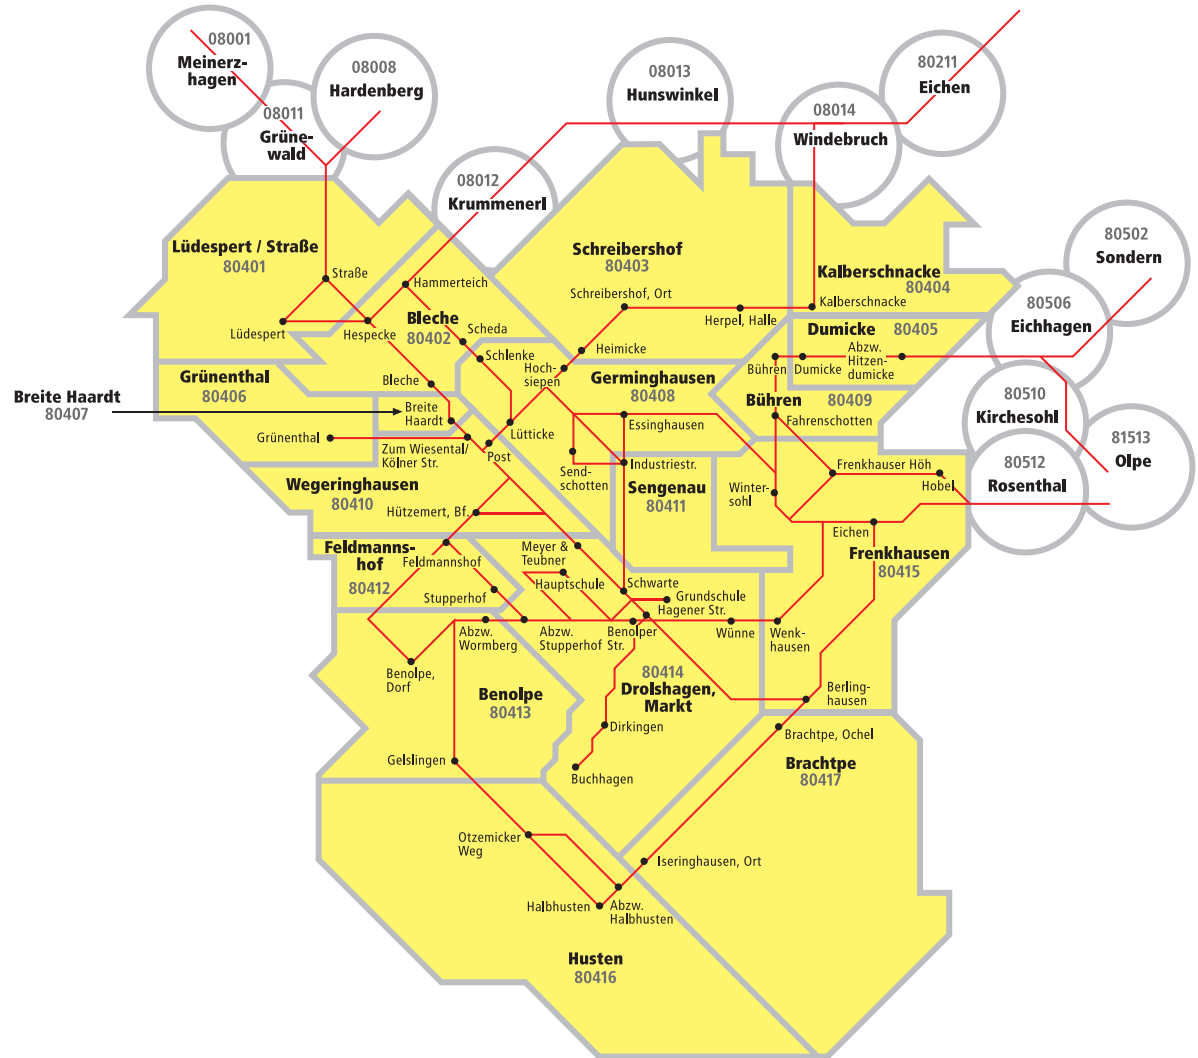 08001
Meinerz-
hagen
08008
Hardenberg
08011
Grüne-
wald
08012
Krummenerl
08013
Hunswinkel
08014
Windebruch
80211
Eichen
80502
Sondern
80506
Eichhagen
80510
Kirchesohl
81513
Olpe
80512
Rosenthal
Lüdespert / Straße
80401
Straße
Lüdespert
Hespecke
Hammerteich
Bleche
80402
Scheda
Schlenke
Bleche
Schreibershof
80403
Schreibershof, Ort
Herpel, Halle
Heimicke
Hoch-
siepen
Kalberschnacke
80404
Kalberschnacke
Dumicke
80405
Abzw.
Hitzen-
dumicke
Bühren
Dumicke
80409
Bühren
Fahrenschotten
Grünenthal
80406
Grünenthal
Breite Haardt
80407
Breite
Haardt
Zum Wiesental/
Kölner Str.
Post
Lütticke
Germinghausen
80408
Essinghausen
Send-
schotten
Industriestr.
Sengenau
80411
Winter-
sohl
Frenkhauser Höh
Hobel
Eichen
Frenkhausen
80415
Wegeringhausen
80410
Hützemert, Bf.
Feldmanns-
hof
80412
Feldmannshof
Stupperhof
Meyer &
Teubner
Hauptschule
Schwarte
Grundschule
Hagener Str.
Abzw.
Wormberg
Abzw.
Stupperhof
Benolper
Str.
Wünne
Wenk-
hausen
Benolpe,
Dorf
Benolpe
80413
80414
Drolshagen,
Markt
Dirkingen
Buchhagen
Gelslingen
Berling-
hausen
Brachtpe, Ochel
Brachtpe
80417
Otzemicker
Weg
Iseringhausen, Ort
Halbhusten
Abzw.
Halbhusten
Husten
80416